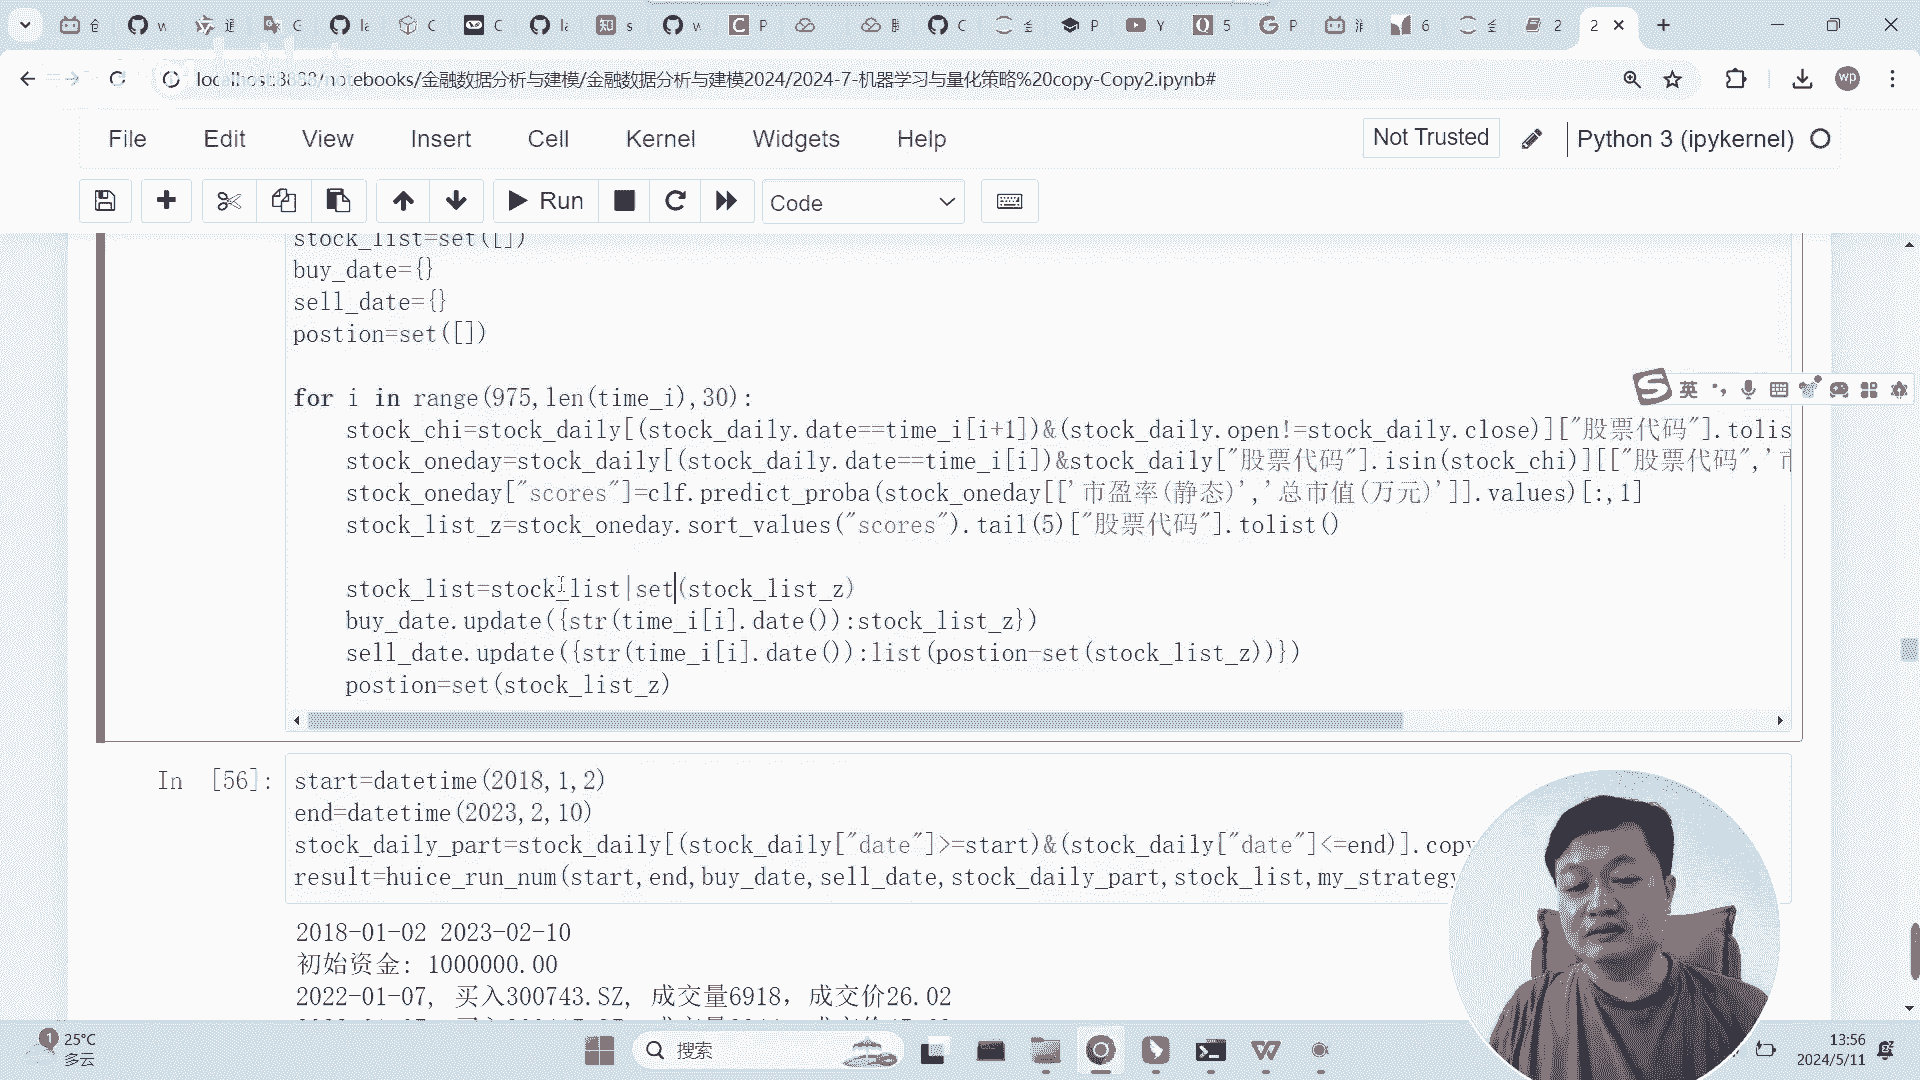 localhost:8888/notebooks/金融数据分析与建模/金融数据分析与建模2024/2024-7-机器学习与量化策略%20copy-Copy2.ipynb#
File Edit View Insert Cell Kernel Widgets Help
Not Trusted
Python 3 (ipykernel)
Run
Code
stock_list=set([])
buy_date={}
sell_date={}
postion=set([])
for i in range(975,len(time_i),30):
stock_chi=stock_daily[(stock_daily.date==time_i[i+1])&(stock_daily.open!=stock_daily.close)]["股票代码"].tolis
stock_oneday=stock_daily[(stock_daily.date==time_i[i])&stock_daily["股票代码"].isin(stock_chi)][["股票代码",'市
stock_oneday["scores"]=clf.predict_proba(stock_oneday[['市盈率(静态)','总市值(万元)']].values)[:,1]
stock_list_z=stock_oneday.sort_values("scores").tail(5)["股票代码"].tolist()
stock_list=stock_list|set(stock_list_z)
buy_date.update({str(time_i[i].date()):stock_list_z})
sell_date.update({str(time_i[i].date()):list(postion-set(stock_list_z))})
postion=set(stock_list_z)
In [56]:
start=datetime(2018,1,2)
end=datetime(2023,2,10)
stock_daily_part=stock_daily[(stock_daily["date"]>=start)&(stock_daily["date"]<=end)].copy
result=huice_run_num(start,end,buy_date,sell_date,stock_daily_part,stock_list,my_strategy
2018-01-02 2023-02-10
初始资金: 1000000.00
2022-01-07, 买入300743.SZ, 成交量6918, 成交价26.02
英
wp
25°C
多云
搜索
13:56
2024/5/11